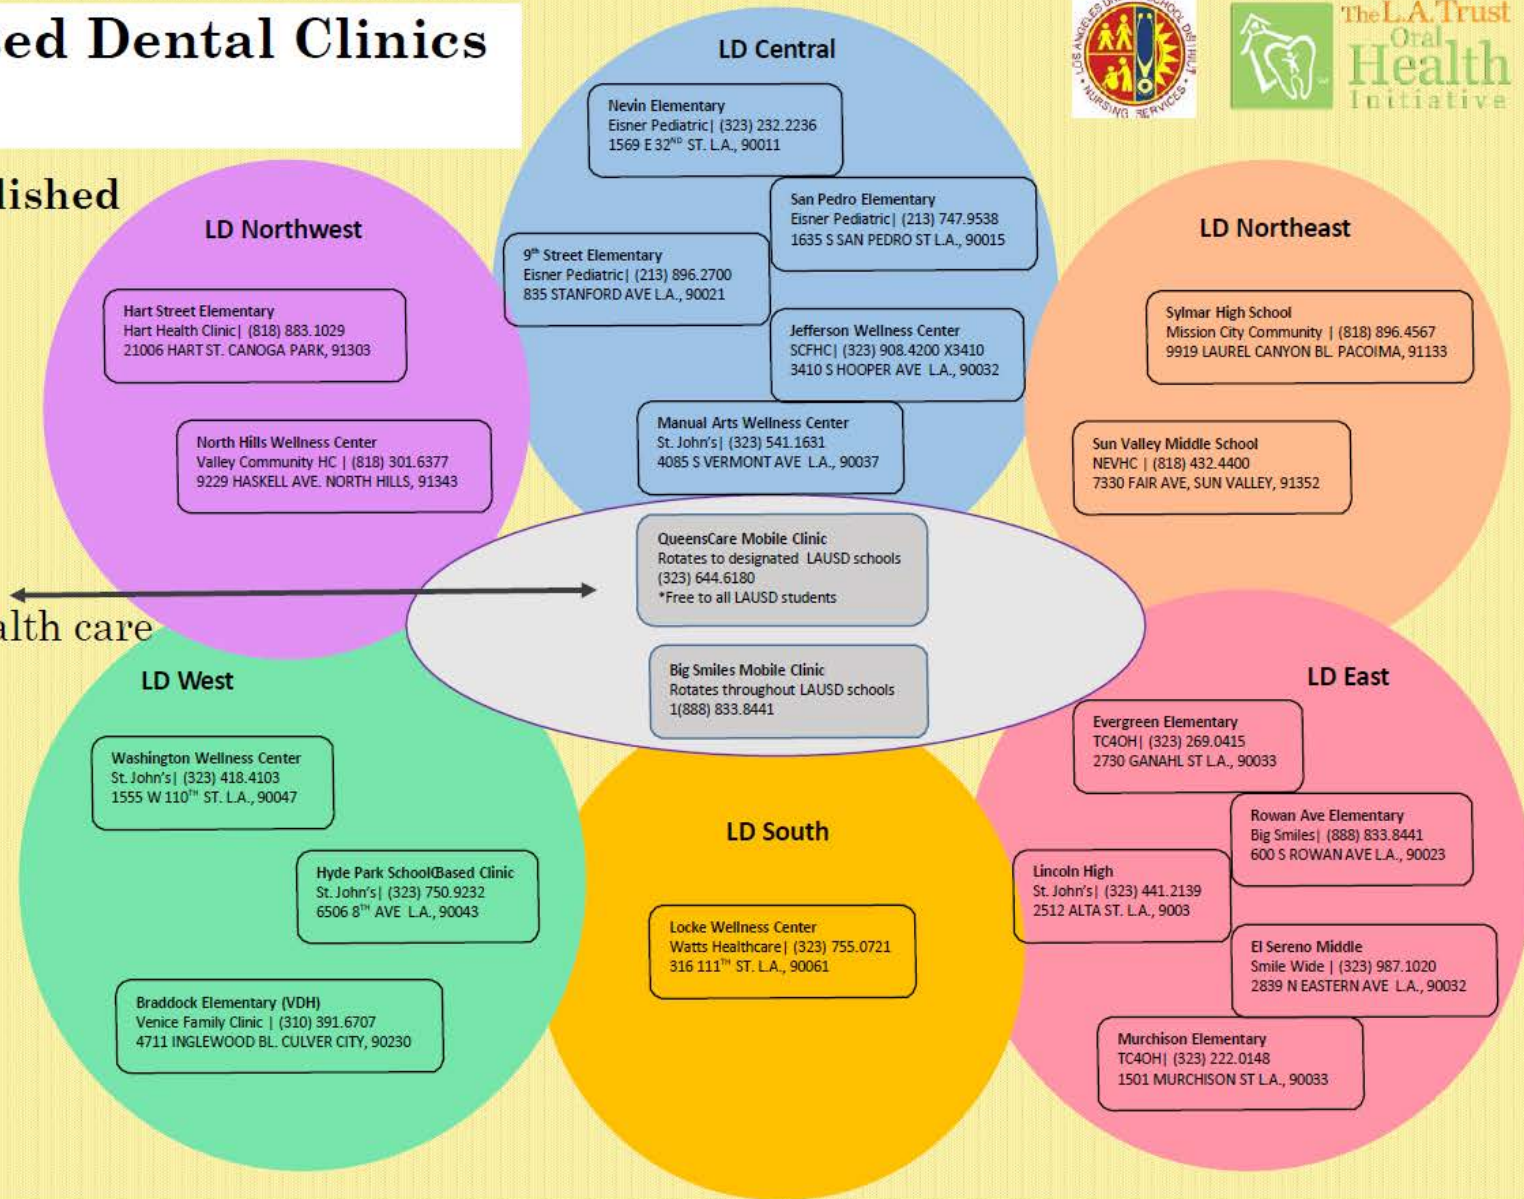 ed Dental Clinics
LOS ANGELES UNIFIED SCHOOL DISTRICT
NURSING SERVICES
The L.A. Trust
Oral
Health
Initiative
lished
alth care
LD Central
Nevin Elementary
Eisner Pediatric| (323) 232.2236
1569 E 32ND ST. L.A., 90011
San Pedro Elementary
Eisner Pediatric| (213) 747.9538
1635 S SAN PEDRO ST L.A., 90015
9th Street Elementary
Eisner Pediatric| (213) 896.2700
835 STANFORD AVE L.A., 90021
Jefferson Wellness Center
SCFHC| (323) 908.4200 X3410
3410 S HOOPER AVE L.A., 90032
Manual Arts Wellness Center
St. John's| (323) 541.1631
4085 S VERMONT AVE L.A., 90037
LD Northwest
Hart Street Elementary
Hart Health Clinic| (818) 883.1029
21006 HART ST. CANOGA PARK, 91303
North Hills Wellness Center
Valley Community HC | (818) 301.6377
9229 HASKELL AVE. NORTH HILLS, 91343
LD Northeast
Sylmar High School
Mission City Community | (818) 896.4567
9919 LAUREL CANYON BL. PACOIMA, 91133
Sun Valley Middle School
NEVHC | (818) 432.4400
7330 FAIR AVE, SUN VALLEY, 91352
QueensCare Mobile Clinic
Rotates to designated LAUSD schools
(323) 644.6180
*Free to all LAUSD students
Big Smiles Mobile Clinic
Rotates throughout LAUSD schools
1(888) 833.8441
LD West
Washington Wellness Center
St. John's| (323) 418.4103
1555 W 110TH ST. L.A., 90047
Hyde Park School Based Clinic
St. John's| (323) 750.9232
6506 8TH AVE L.A., 90043
Braddock Elementary (VDH)
Venice Family Clinic | (310) 391.6707
4711 INGLEWOOD BL. CULVER CITY, 90230
LD South
Locke Wellness Center
Watts Healthcare| (323) 755.0721
316 111TH ST. L.A., 90061
LD East
Evergreen Elementary
TC4OH| (323) 269.0415
2730 GANAHL ST L.A., 90033
Rowan Ave Elementary
Big Smiles| (888) 833.8441
600 S ROWAN AVE L.A., 90023
Lincoln High
St. John's| (323) 441.2139
2512 ALTA ST. L.A., 9003
El Sereno Middle
Smile Wide | (323) 987.1020
2839 N EASTERN AVE L.A., 90032
Murchison Elementary
TC4OH| (323) 222.0148
1501 MURCHISON ST L.A., 90033